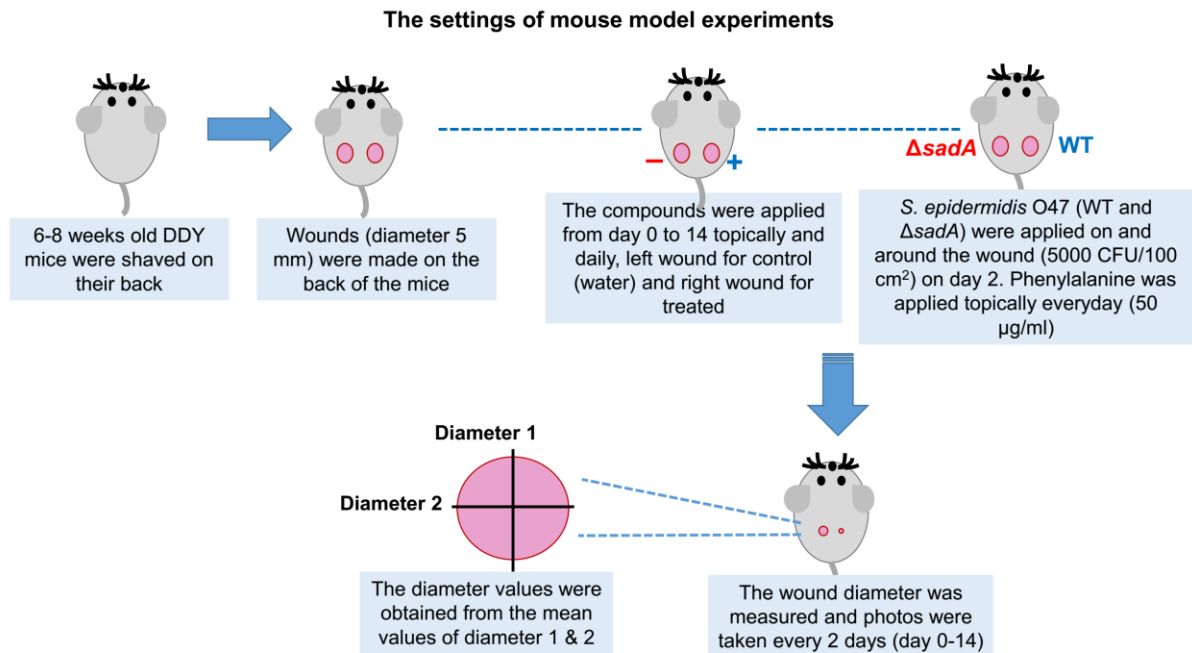 The settings of mouse model experiments
6-8 weeks old DDY
mice were shaved on
their back
Wounds (diameter 5
mm) were made on the
back of the mice
– +
The compounds were applied
from day 0 to 14 topically and
daily, left wound for control
(water) and right wound for
treated
ΔsadA WT
S. epidermidis O47 (WT and
ΔsadA) were applied on and
around the wound (5000 CFU/100
cm²) on day 2. Phenylalanine was
applied topically everyday (50
µg/ml)
Diameter 1
Diameter 2
The diameter values were
obtained from the mean
values of diameter 1 & 2
The wound diameter was
measured and photos were
taken every 2 days (day 0-14)